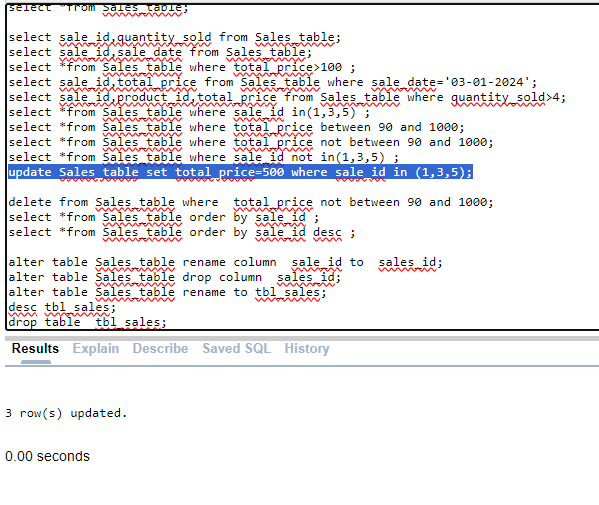 select *from Sales_table;
select sale_id,quantity_sold from Sales_table;
select sale_id,sale_date from Sales_table;
select *from Sales_table where total_price>100 ;
select sale_id,total_price from Sales_table where sale_date='03-01-2024';
select sale_id,product_id,total_price from Sales_table where quantity_sold>4;
select *from Sales_table where sale_id in(1,3,5) ;
select *from Sales_table where total_price between 90 and 1000;
select *from Sales_table where total_price not between 90 and 1000;
select *from Sales_table where sale_id not in(1,3,5) ;
update Sales_table set total_price=500 where sale_id in (1,3,5);
delete from Sales_table where  total_price not between 90 and 1000;
select *from Sales_table order by sale_id ;
select *from Sales_table order by sale_id desc ;
alter table Sales_table rename column  sale_id to  sales_id;
alter table Sales_table drop column  sales_id;
alter table Sales_table rename to tbl_sales;
desc tbl_sales;
drop table  tbl_sales;
Results Explain Describe Saved SQL History
3 row(s) updated.
0.00 seconds